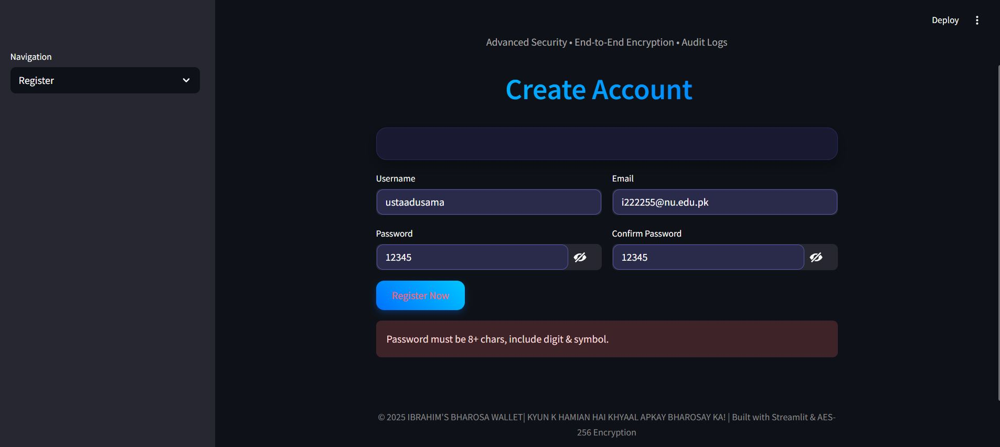 Deploy
Navigation
Register
Advanced Security • End-to-End Encryption • Audit Logs
Create Account
Username
Email
ustaadusama
i222255@nu.edu.pk
Password
Confirm Password
12345
12345
Register Now
Password must be 8+ chars, include digit & symbol.
© 2025 IBRAHIM'S BHAROSA WALLET| KYUN K HAMIAN HAI KHYAAL APKAY BHAROSAY KA! | Built with Streamlit & AES-
256 Encryption